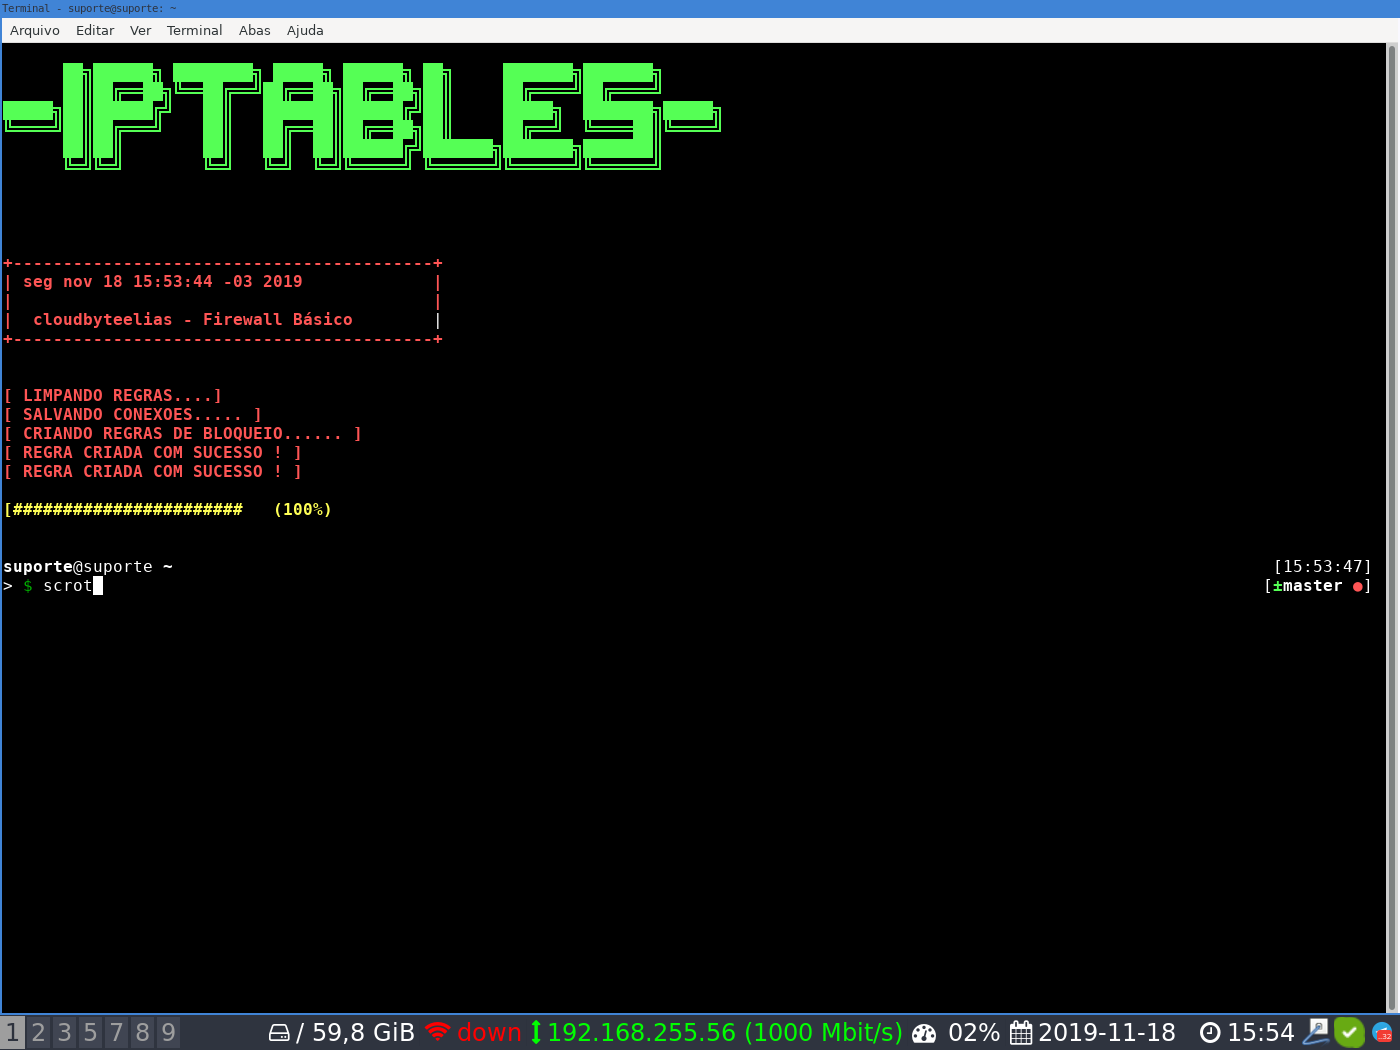 Terminal - suporte@suporte: ~
Arquivo Editar Ver Terminal Abas Ajuda
-IPTABLES-
+------------------------------------------+
| seg nov 18 15:53:44 -03 2019 |
| |
| cloudbyteelias - Firewall Básico |
+------------------------------------------+
[ LIMPANDO REGRAS....]
[ SALVANDO CONEXOES..... ]
[ CRIANDO REGRAS DE BLOQUEIO...... ]
[ REGRA CRIADA COM SUCESSO ! ]
[ REGRA CRIADA COM SUCESSO ! ]
[####################### (100%)
suporte@suporte ~ [15:53:47]
> $ scrot [±master ●]
1 2 3 5 7 8 9 / 59,8 GiB down 192.168.255.56 (1000 Mbit/s) 02% 2019-11-18 15:54